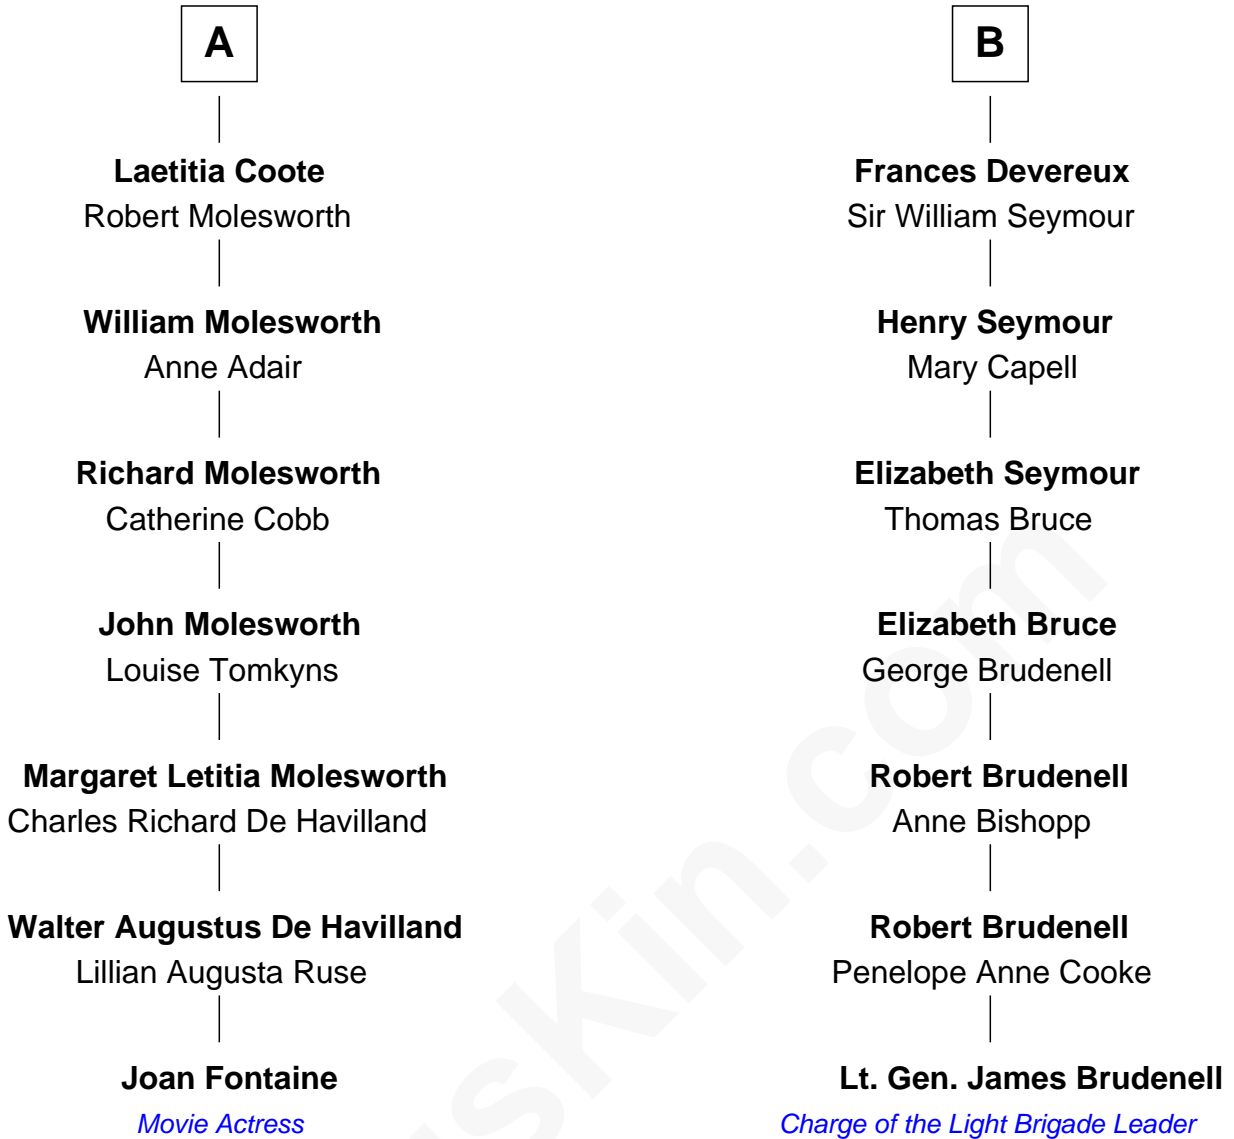 A
Laetitia Coote
Robert Molesworth
William Molesworth
Anne Adair
Richard Molesworth
Catherine Cobb
John Molesworth
Louise Tomkyns
Margaret Letitia Molesworth
Charles Richard De Havilland
Walter Augustus De Havilland
Lillian Augusta Ruse
Joan Fontaine
Movie Actress
B
Frances Devereux
Sir William Seymour
Henry Seymour
Mary Capell
Elizabeth Seymour
Thomas Bruce
Elizabeth Bruce
George Brudenell
Robert Brudenell
Anne Bishopp
Robert Brudenell
Penelope Anne Cooke
Lt. Gen. James Brudenell
Charge of the Light Brigade Leader
usKin.com